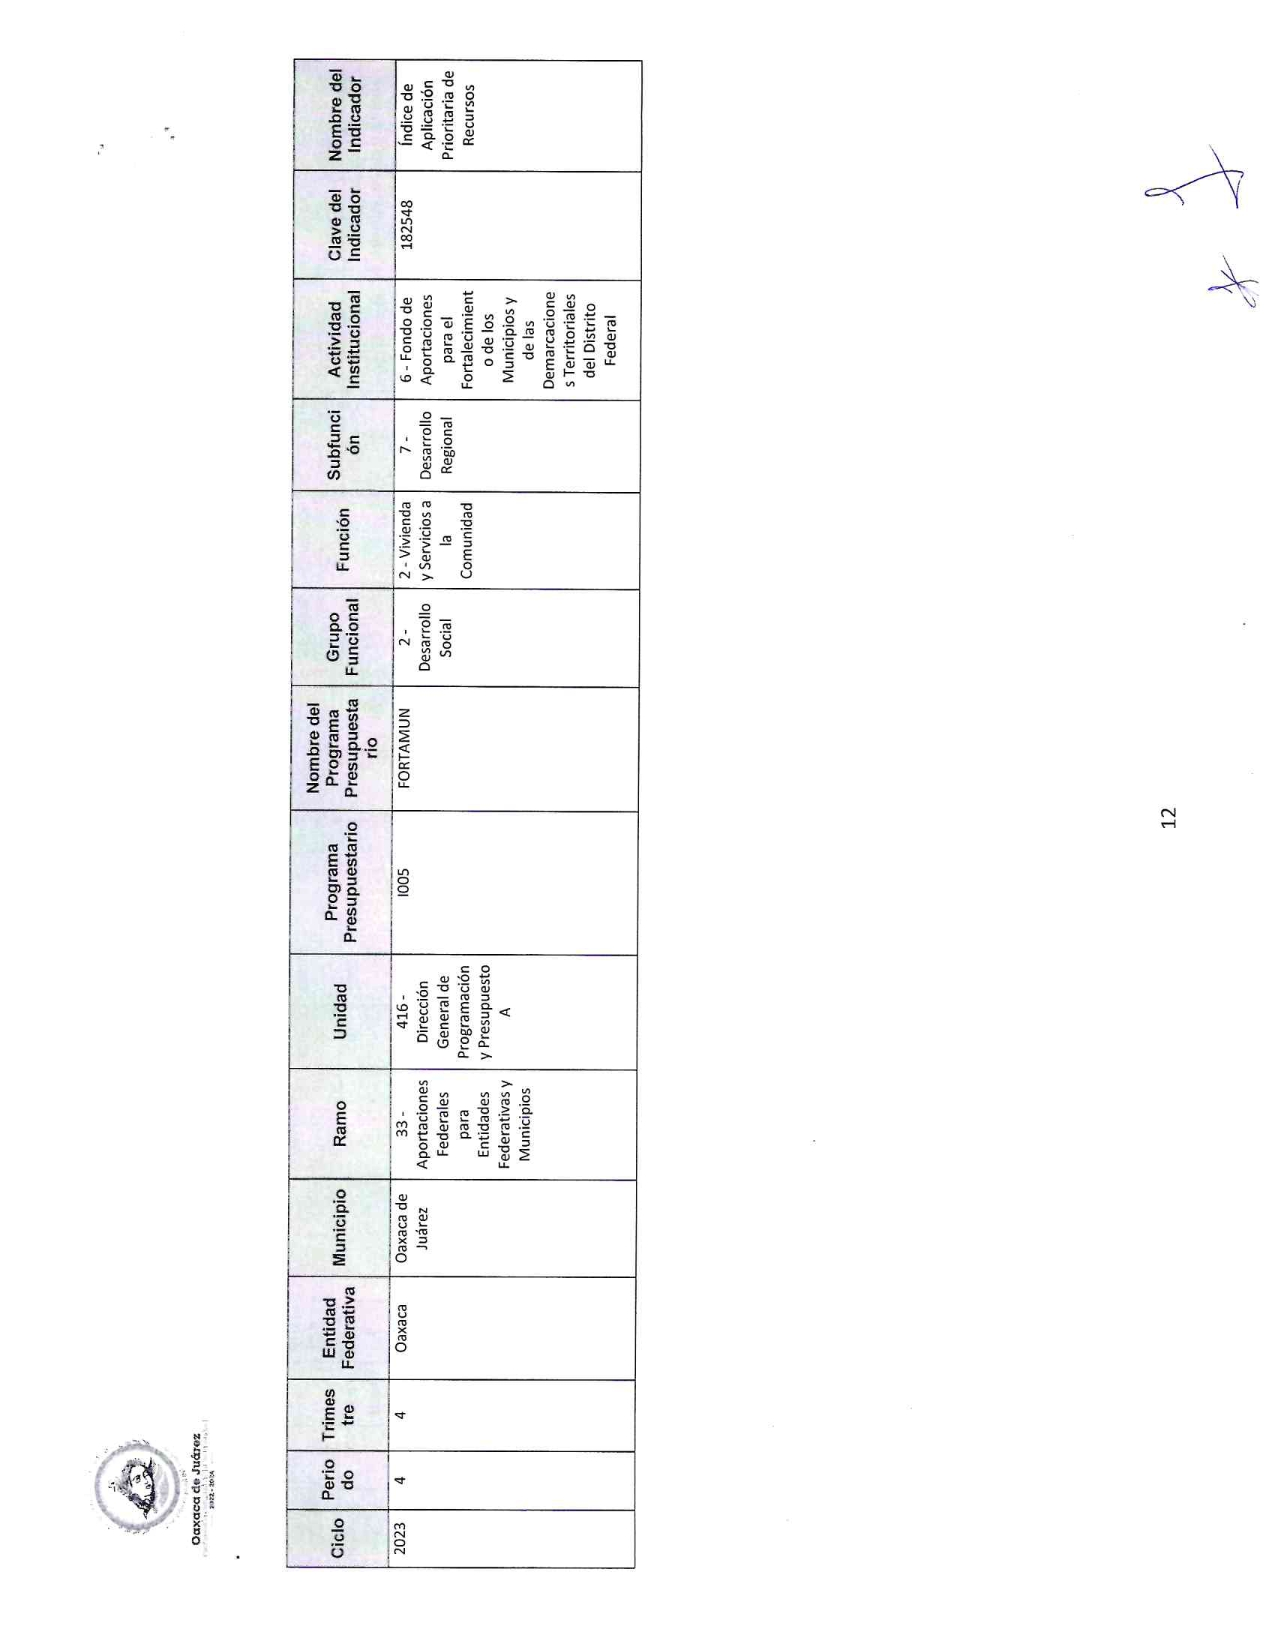 Oaxaca de Juárez
2022 - 2024
Ciclo
Perio
do
Trimes
tre
Entidad
Federativa
Municipio
Ramo
Unidad
Programa
Presupuestario
Nombre del
Programa
Presupuesta
rio
Grupo
Funcional
Función
Subfunci
ón
Actividad
Institucional
Clave del
Indicador
Nombre del
Indicador
2023
4
4
Oaxaca
Oaxaca de
Juárez
33 -
Aportaciones
Federales
para
Entidades
Federativas y
Municipios
416 -
Dirección
General de
Programación
y Presupuesto
A
I005
FORTAMUN
2 -
Desarrollo
Social
2 - Vivienda
y Servicios a
la
Comunidad
7 -
Desarrollo
Regional
6 - Fondo de
Aportaciones
para el
Fortalecimient
o de los
Municipios y
de las
Demarcacione
s Territoriales
del Distrito
Federal
182548
Índice de
Aplicación
Prioritaria de
Recursos
12